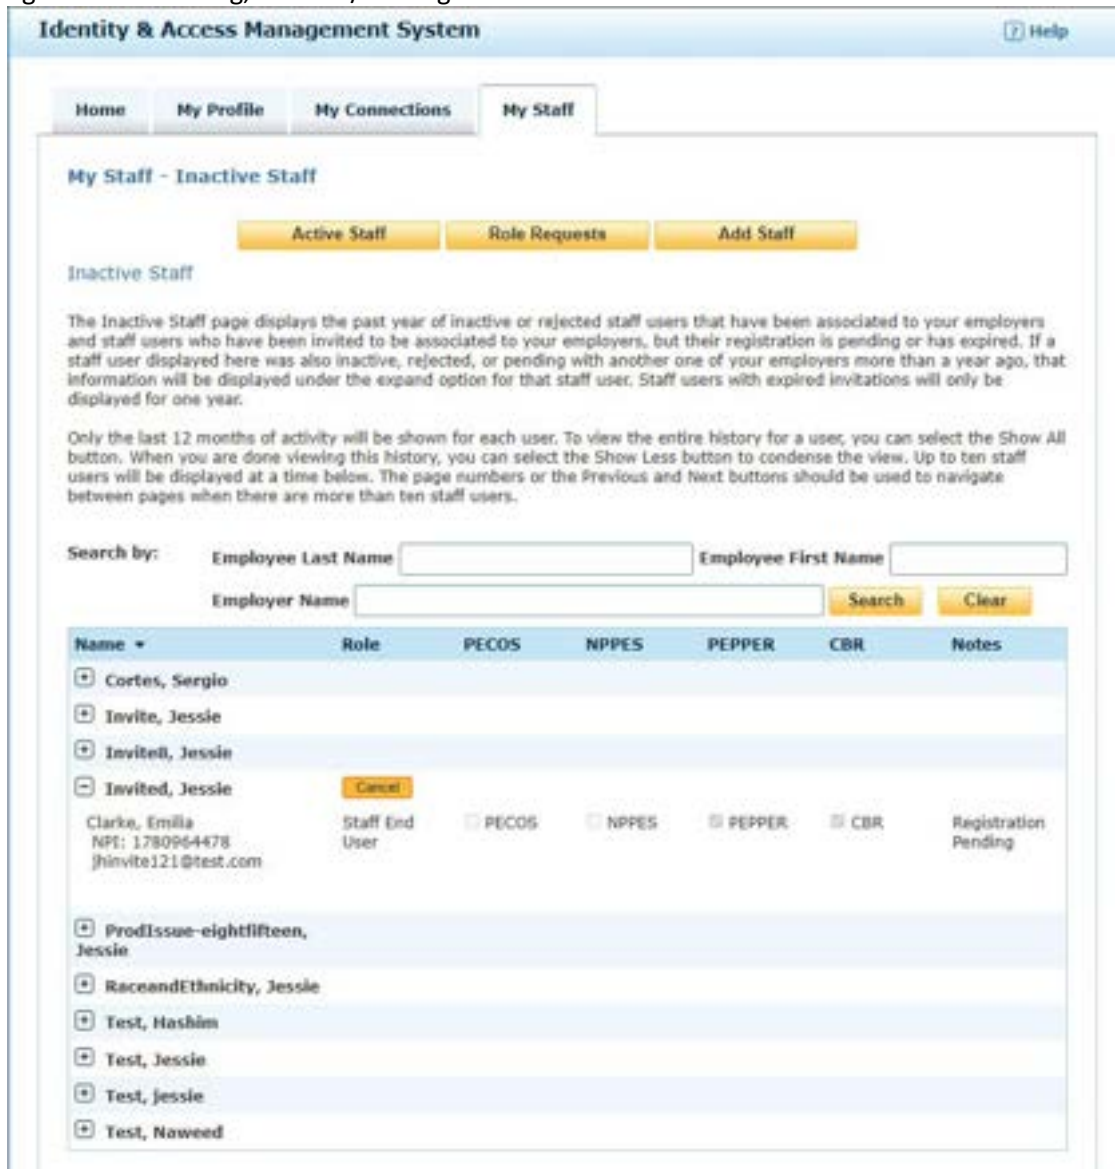 Identity & Access Management System
Help
Home My Profile My Connections My Staff
My Staff - Inactive Staff
Active Staff Role Requests Add Staff
Inactive Staff
The Inactive Staff page displays the past year of inactive or rejected staff users that have been associated to your employers
and staff users who have been invited to be associated to your employers, but their registration is pending or has expired. If a
staff user displayed here was also inactive, rejected, or pending with another one of your employers more than a year ago, that
information will be displayed under the expand option for that staff user. Staff users with expired invitations will only be
displayed for one year.
Only the last 12 months of activity will be shown for each user. To view the entire history for a user, you can select the Show All
button. When you are done viewing this history, you can select the Show Less button to condense the view. Up to ten staff
users will be displayed at a time below. The page numbers or the Previous and Next buttons should be used to navigate
between pages when there are more than ten staff users.
Search by: Employee Last Name Employee First Name
Employer Name Search Clear
Name Role PECOS NPPES PEPPER CBR Notes
Cortes, Sergio
Invite, Jessie
Jessie
Invited, Jessie Cancel
Clarke, Emilia Staff End PECOS NPPES PEPPER CBR Registration
NPI: 1780964478 User Pending
jhinvite121@test.com
ProdIssue-eightfifteen,
Jessie
RaceandEthnicity, Jessie
Test, Hashim
Test, Jessie
Test, jessie
Test, Naweed